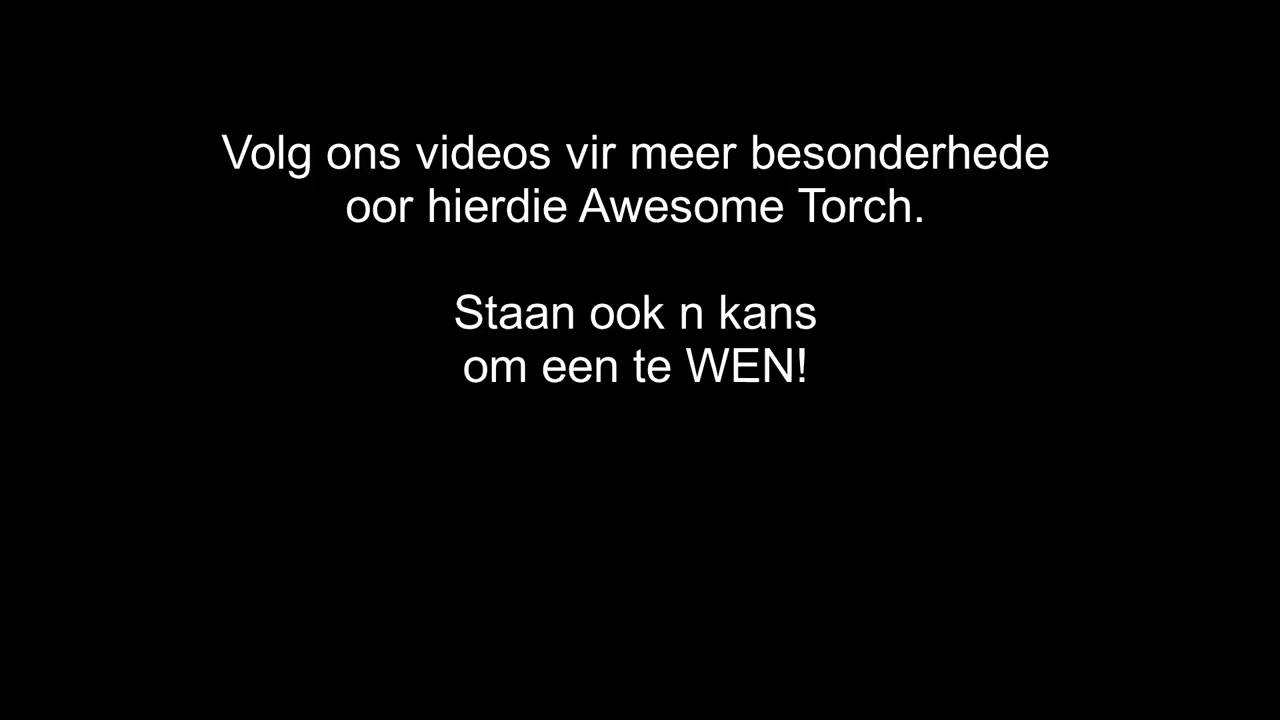 Volg ons videos vir meer besonderhede
oor hierdie Awesome Torch.
Staan ook n kans
om een te WEN!